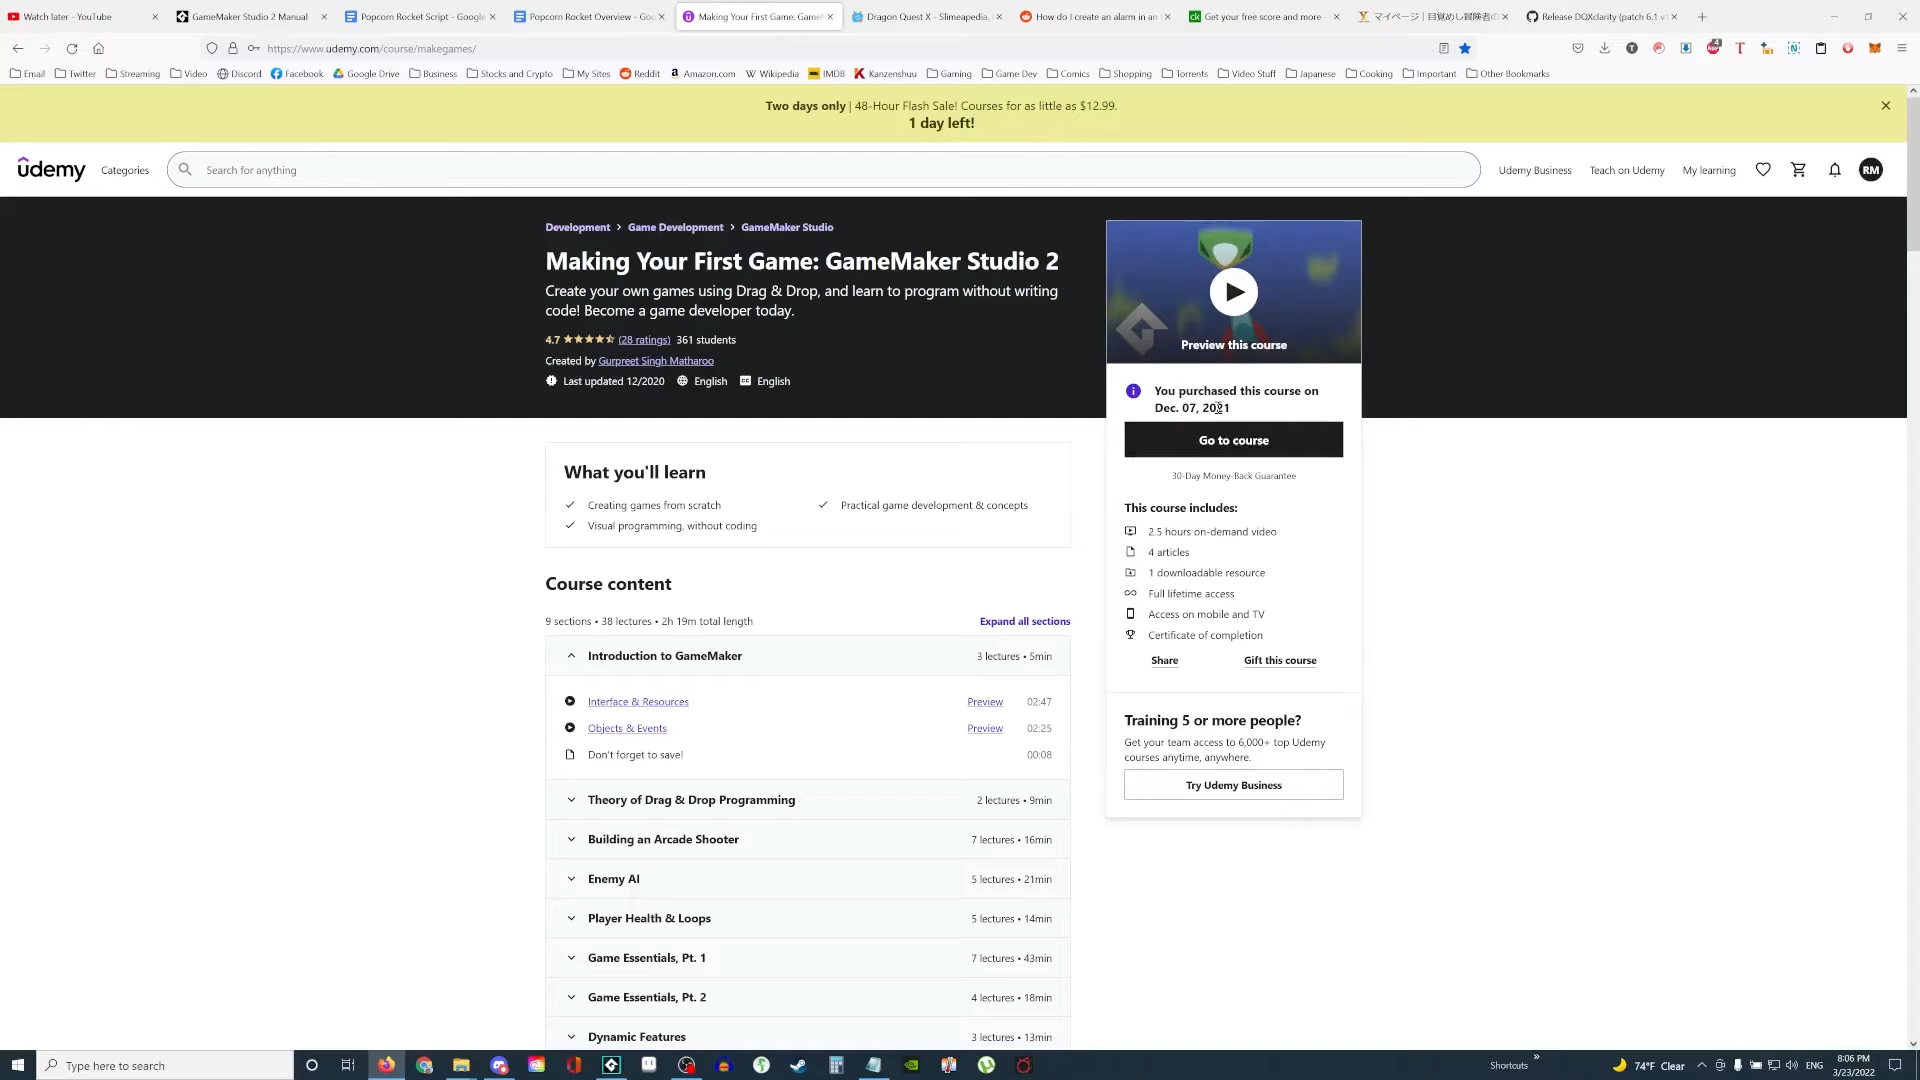 Watch later - YouTube
GameMaker Studio 2 Manual
Popcorn Rocket Script - Google
Popcorn Rocket Overview - Go
Making Your First Game: GameM
Dragon Quest X - Slimeapedia,
How do I create an alarm in an
Get your free score and more -
マイページ｜目覚めし冒険者の
Release DQXclarity (patch 6.1 v
https://www.udemy.com/course/makegames/
Email
Twitter
Streaming
Video
Discord
Facebook
Google Drive
Business
Stocks and Crypto
My Sites
Reddit
Amazon.com
Wikipedia
IMDB
Kanzenshuu
Gaming
Game Dev
Comics
Shopping
Torrents
Video Stuff
Japanese
Cooking
Important
Other Bookmarks
Two days only | 48-Hour Flash Sale! Courses for as little as $12.99.
1 day left!
ûdemy
Categories
Search for anything
Udemy Business
Teach on Udemy
My learning
RM
Development > Game Development > GameMaker Studio
Making Your First Game: GameMaker Studio 2
Create your own games using Drag & Drop, and learn to program without writing
code! Become a game developer today.
4.7 (28 ratings) 361 students
Created by Gurpreet Singh Matharoo
Last updated 12/2020 English English
Preview this course
You purchased this course on
Dec. 07, 2021
Go to course
30-Day Money-Back Guarantee
This course includes:
2.5 hours on-demand video
4 articles
1 downloadable resource
Full lifetime access
Access on mobile and TV
Certificate of completion
Share
Gift this course
Training 5 or more people?
Get your team access to 6,000+ top Udemy
courses anytime, anywhere.
Try Udemy Business
What you'll learn
Creating games from scratch
Practical game development & concepts
Visual programming, without coding
Course content
9 sections • 38 lectures • 2h 19m total length
Expand all sections
Introduction to GameMaker 3 lectures • 5min
Interface & Resources Preview 02:47
Objects & Events Preview 02:25
Don't forget to save! 00:08
Theory of Drag & Drop Programming 2 lectures • 9min
Building an Arcade Shooter 7 lectures • 16min
Enemy AI 5 lectures • 21min
Player Health & Loops 5 lectures • 14min
Game Essentials, Pt. 1 7 lectures • 43min
Game Essentials, Pt. 2 4 lectures • 18min
Dynamic Features 3 lectures • 13min
Type here to search
Shortcuts
74°F Clear
ENG
8:06 PM
3/23/2022